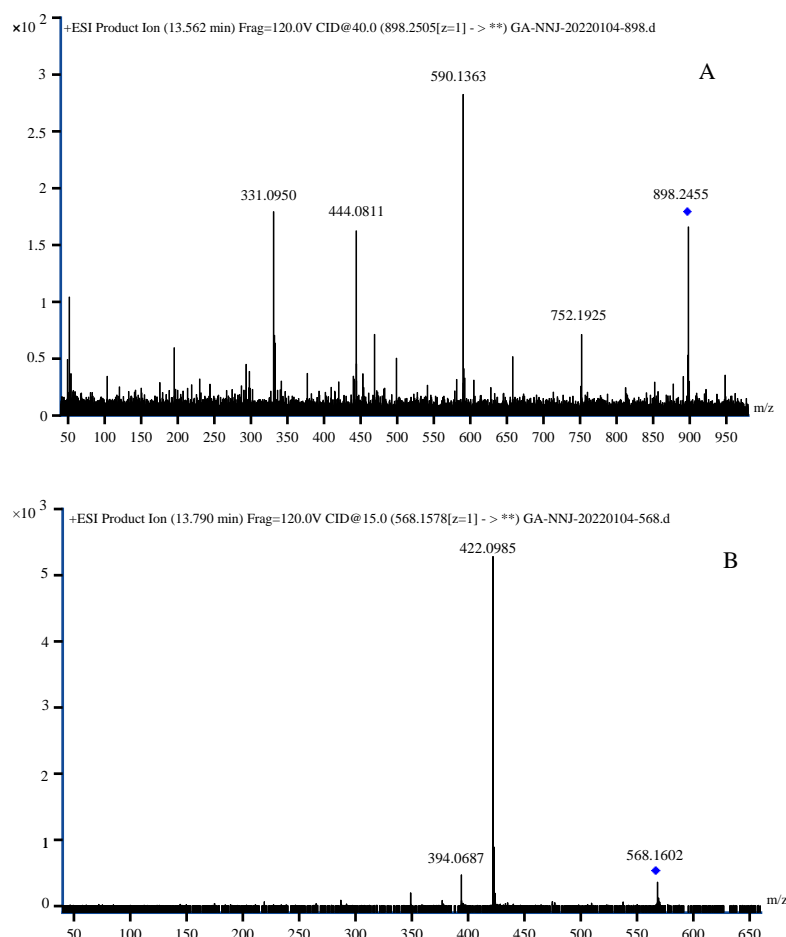 ×10 2
+ESI Product Ion (13.562 min) Frag=120.0V CID@40.0 (898.2505[z=1] - > **) GA-NNJ-20220104-898.d
A
3
2.5
2
1.5
1
0.5
0
590.1363
331.0950
444.0811
898.2455
752.1925
m/z
50 100 150 200 250 300 350 400 450 500 550 600 650 700 750 800 850 900 950
×10 3
+ESI Product Ion (13.790 min) Frag=120.0V CID@15.0 (568.1578[z=1] - > **) GA-NNJ-20220104-568.d
B
5
4
3
2
1
0
422.0985
394.0687
568.1602
m/z
50 100 150 200 250 300 350 400 450 500 550 600 650